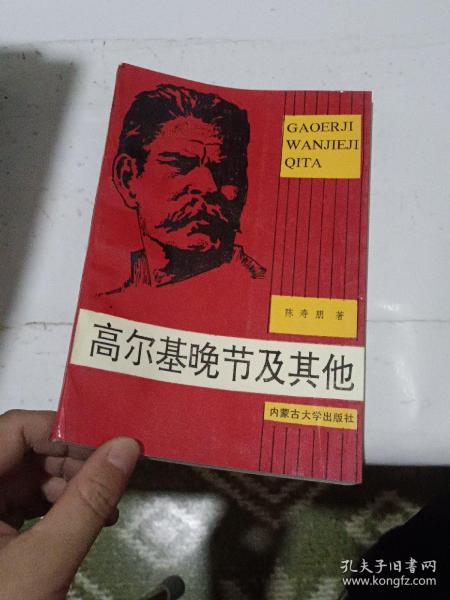 GAOERJI
WANJIEJI
QITA
陈寿朋 著
高尔基晚节及其他
内蒙古大学出版社
孔夫子旧书网
www.kongfz.com